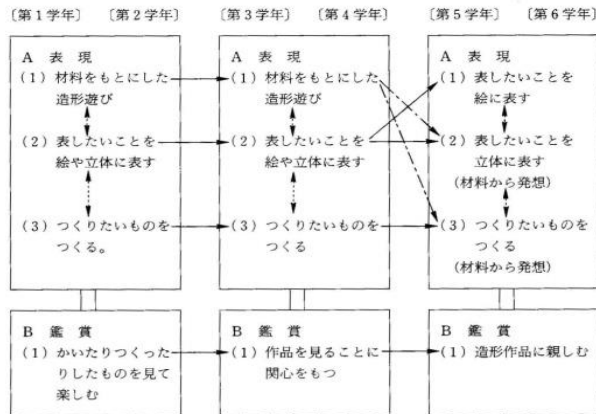 〔第1学年〕 〔第2学年〕 〔第3学年〕 〔第4学年〕 〔第5学年〕 〔第6学年〕
A 表 現
(1) 材料をもとにした
造形遊び
(2) 表したいことを
絵や立体に表す
(3) つくりたいものを
つくる。
A 表 現
(1) 材料をもとにした
造形遊び
(2) 表したいことを
絵や立体に表す
(3) つくりたいものを
つくる
A 表 現
(1) 表したいことを
絵に表す
(2) 表したいことを
立体に表す
(材料から発想)
(3) つくりたいものを
つくる
(材料から発想)
B 鑑 賞
(1) かいたりつくった
りしたものを見て
楽しむ
B 鑑 賞
(1) 作品を見ることに
関心をもつ
B 鑑 賞
(1) 造形作品に親しむ